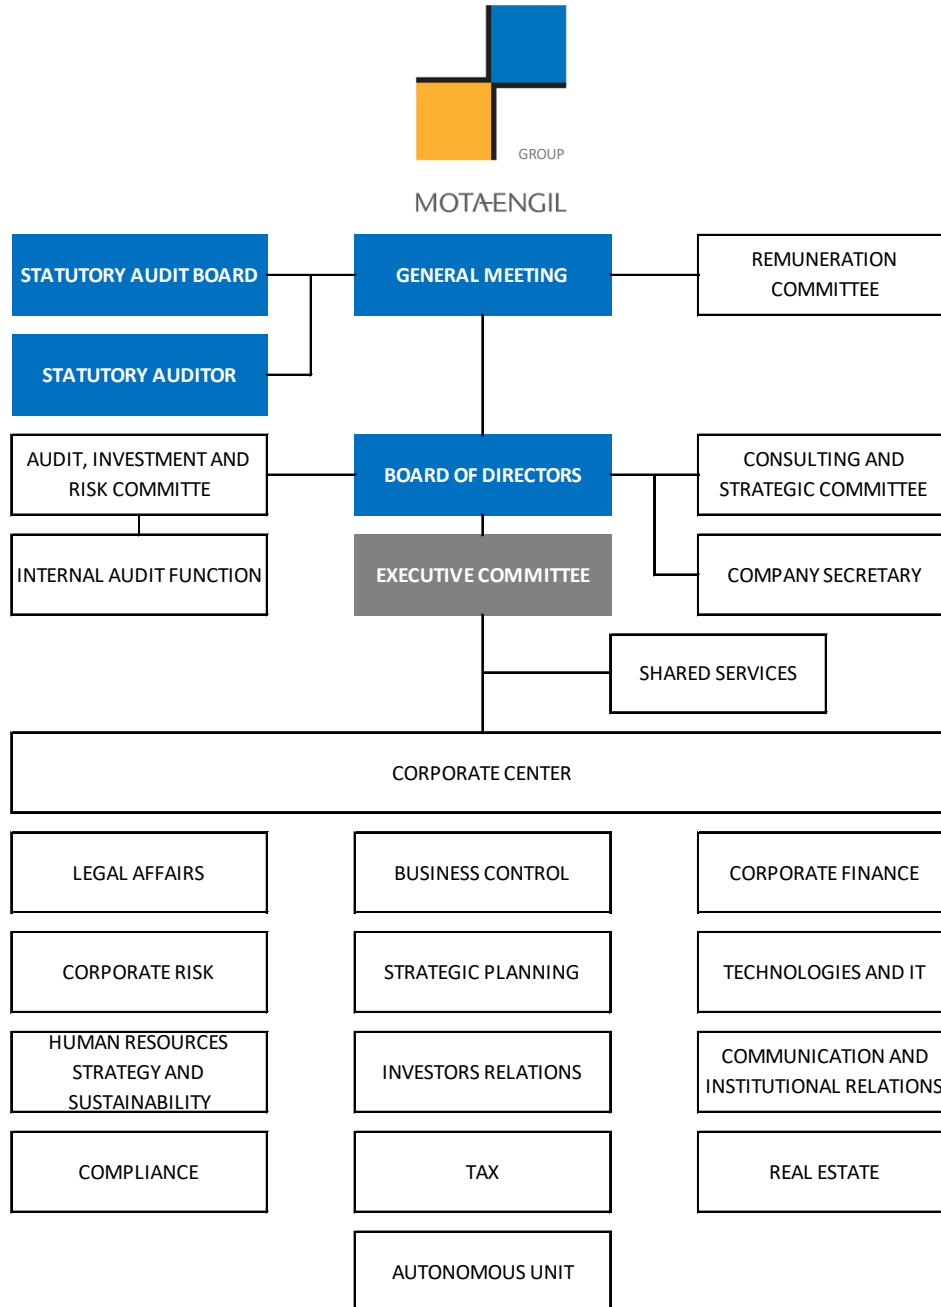 GROUP
MOTA-ENGIL
STATUTORY AUDIT BOARD
GENERAL MEETING
REMUNERATION
COMMITTEE
STATUTORY AUDITOR
AUDIT, INVESTMENT AND
RISK COMMITTE
BOARD OF DIRECTORS
CONSULTING AND
STRATEGIC COMMITTEE
INTERNAL AUDIT FUNCTION
EXECUTIVE COMMITTEE
COMPANY SECRETARY
SHARED SERVICES
CORPORATE CENTER
LEGAL AFFAIRS
BUSINESS CONTROL
CORPORATE FINANCE
CORPORATE RISK
STRATEGIC PLANNING
TECHNOLOGIES AND IT
HUMAN RESOURCES
STRATEGY AND
SUSTAINABILITY
INVESTORS RELATIONS
COMMUNICATION AND
INSTITUTIONAL RELATIONS
COMPLIANCE
TAX
REAL ESTATE
AUTONOMOUS UNIT